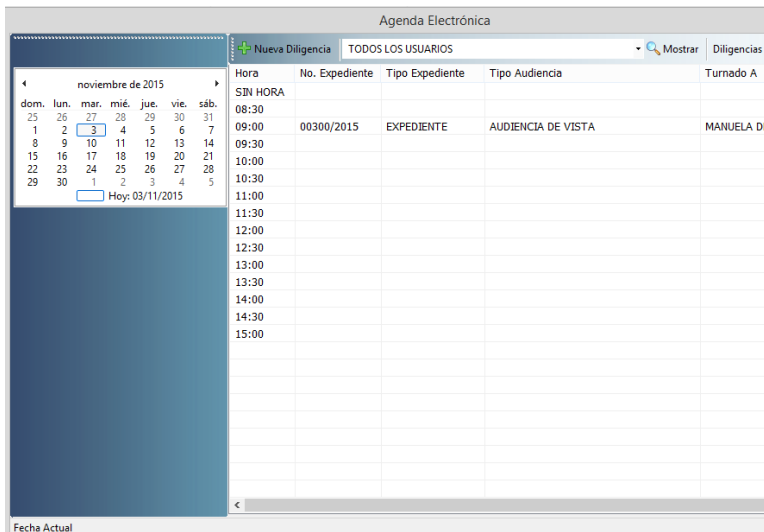 Agenda Electrónica
Nueva Diligencia TODOS LOS USUARIOS Mostrar Diligencias
noviembre de 2015
dom. lun. mar. mié. jue. vie. sáb.
25 26 27 28 29 30 31
1 2 3 4 5 6 7
8 9 10 11 12 13 14
15 16 17 18 19 20 21
22 23 24 25 26 27 28
29 30 1 2 3 4 5
Hoy: 03/11/2015
Hora No. Expediente Tipo Expediente Tipo Audiencia Turnado A
SIN HORA
08:30
09:00 00300/2015 EXPEDIENTE AUDIENCIA DE VISTA MANUELA
09:30
10:00
10:30
11:00
11:30
12:00
12:30
13:00
13:30
14:00
14:30
15:00
Fecha Actual